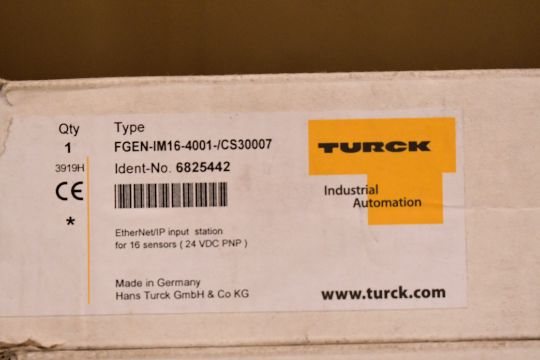 Qty
1
3919H
CE
*
Type
FGEN-IM16-4001-/CS30007
Ident-No. 6825442
EtherNet/IP input station
for 16 sensors ( 24 VDC PNP )
Made in Germany
Hans Turck GmbH & Co KG
TURCK
Industrial
Automation
www.turck.com